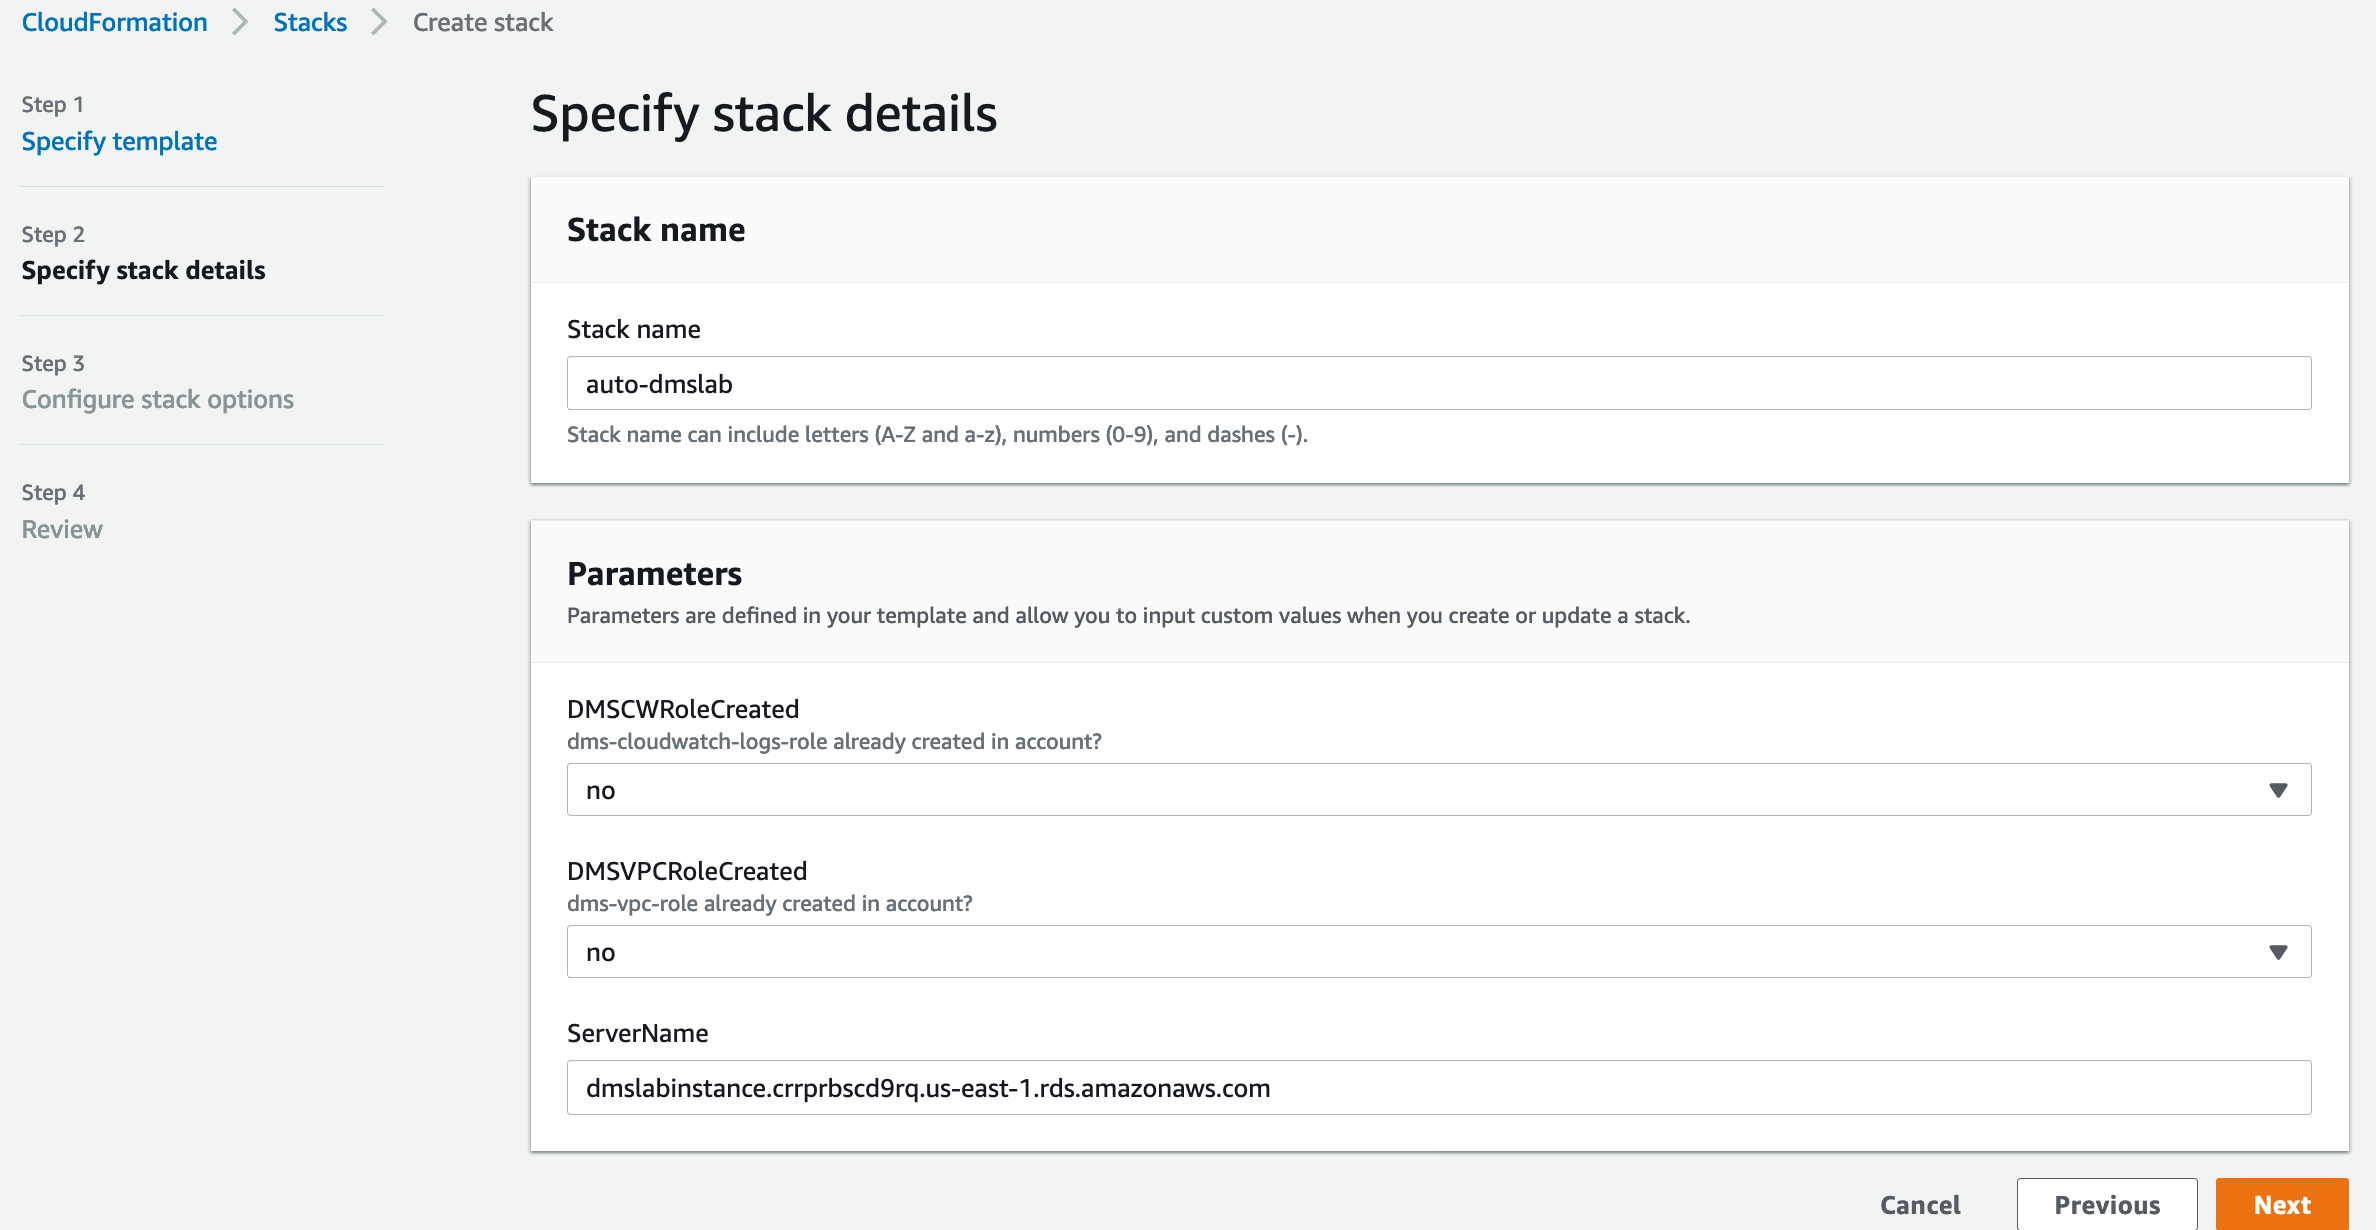 CloudFormation > Stacks > Create stack
Step 1
Specify template
Step 2
Specify stack details
Step 3
Configure stack options
Step 4
Review
Specify stack details
Stack name
Stack name
auto-dmslab
Stack name can include letters (A-Z and a-z), numbers (0-9), and dashes (-).
Parameters
Parameters are defined in your template and allow you to input custom values when you create or update a stack.
DMSCWRoleCreated
dms-cloudwatch-logs-role already created in account?
no
DMSVPCRoleCreated
dms-vpc-role already created in account?
no
ServerName
dmslabinstance.crrprbscd9rq.us-east-1.rds.amazonaws.com
Cancel Previous Next